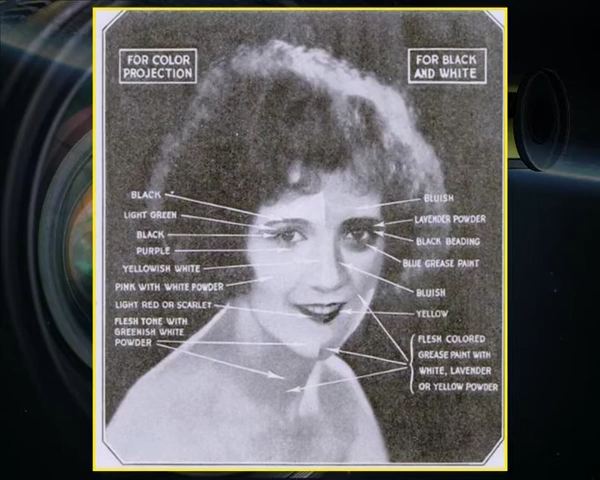 FOR COLOR
PROJECTION
FOR BLACK
AND WHITE
BLACK
LIGHT GREEN
BLACK
PURPLE
YELLOWISH WHITE
PINK WITH WHITE POWDER
LIGHT RED OR SCARLET
FLESH TONE WITH
GREENISH WHITE
POWDER
BLUISH
LAVENDER POWDER
BLACK BEADING
BLUE GREASE PAINT
BLUISH
YELLOW
FLESH COLORED
GREASE PAINT WITH
WHITE, LAVENDER
OR YELLOW POWDER